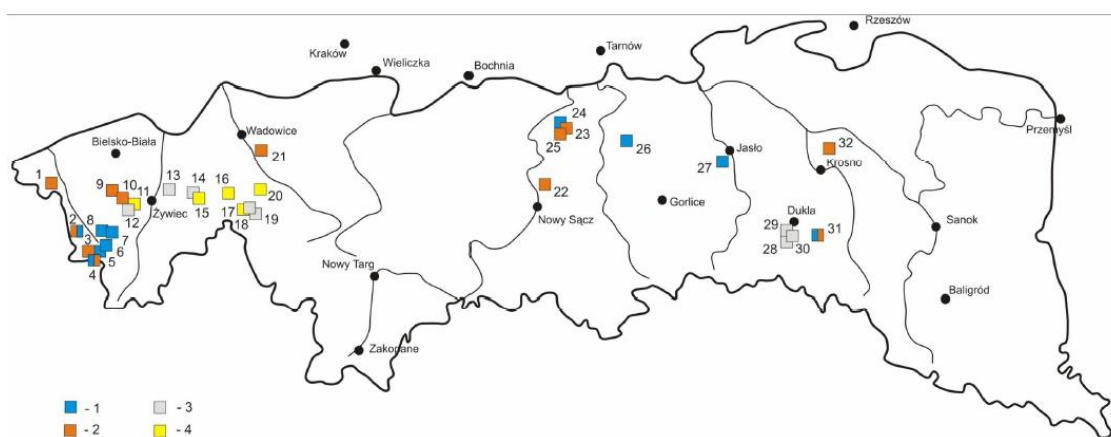 Rzeszów
Kraków
Tarnów
Wieliczka
Bochnia
Przemyśl
Wadowice
Bielsko-Biała
Jasło
Krosno
Żywiec
Gorlice
Nowy Sącz
Dukla
Sanok
Nowy Targ
Baligród
Zakopane
1
2
3
4
5
6
7
8
9
10
11
12
13
14
15
16
17
18
19
20
21
22
23
24
25
26
27
28
29
30
31
32
- 1
- 2
- 3
- 4